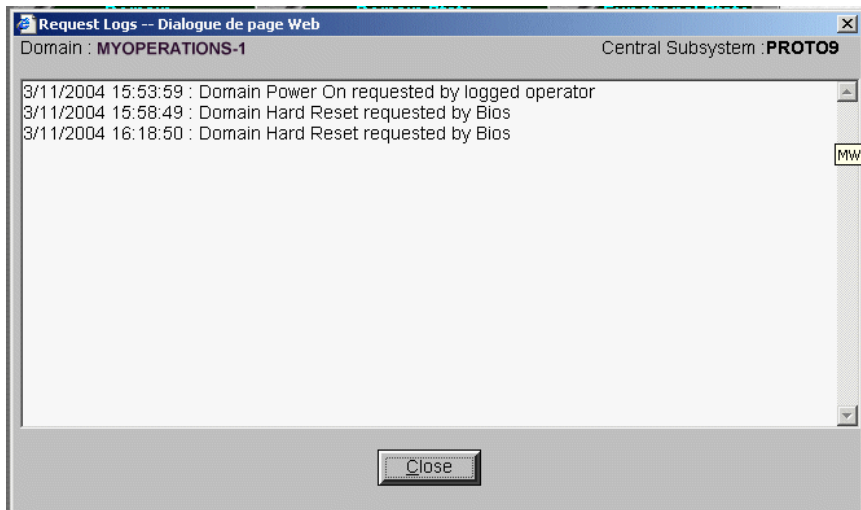 Request Logs -- Dialogue de page Web
Domain : MYOPERATIONS-1 Central Subsystem :PROTO9
3/11/2004 15:53:59 : Domain Power On requested by logged operator
3/11/2004 15:58:49 : Domain Hard Reset requested by Bios
3/11/2004 16:18:50 : Domain Hard Reset requested by Bios
MW
Close